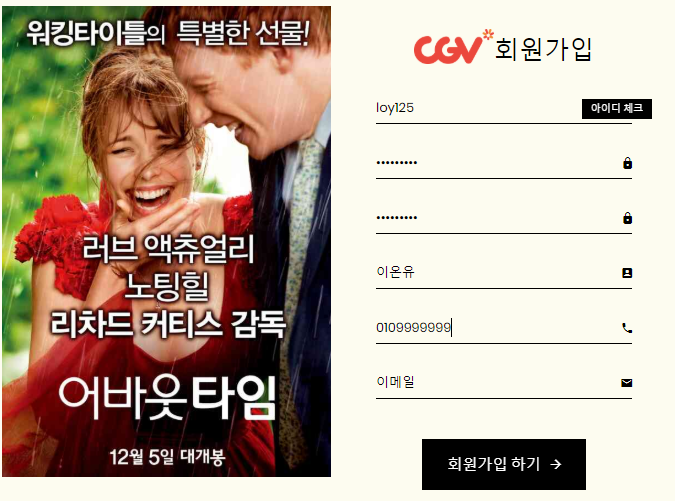 워킹타이틀의 특별한 선물!
러브 액츄얼리
노팅힐
리차드 커티스 감독
어바웃타임
12월 5일 대개봉
CGV 회원가입
loy125
아이디 체크
•••••••••
•••••••••
이온유
0109999999
이메일
회원가입 하기 →